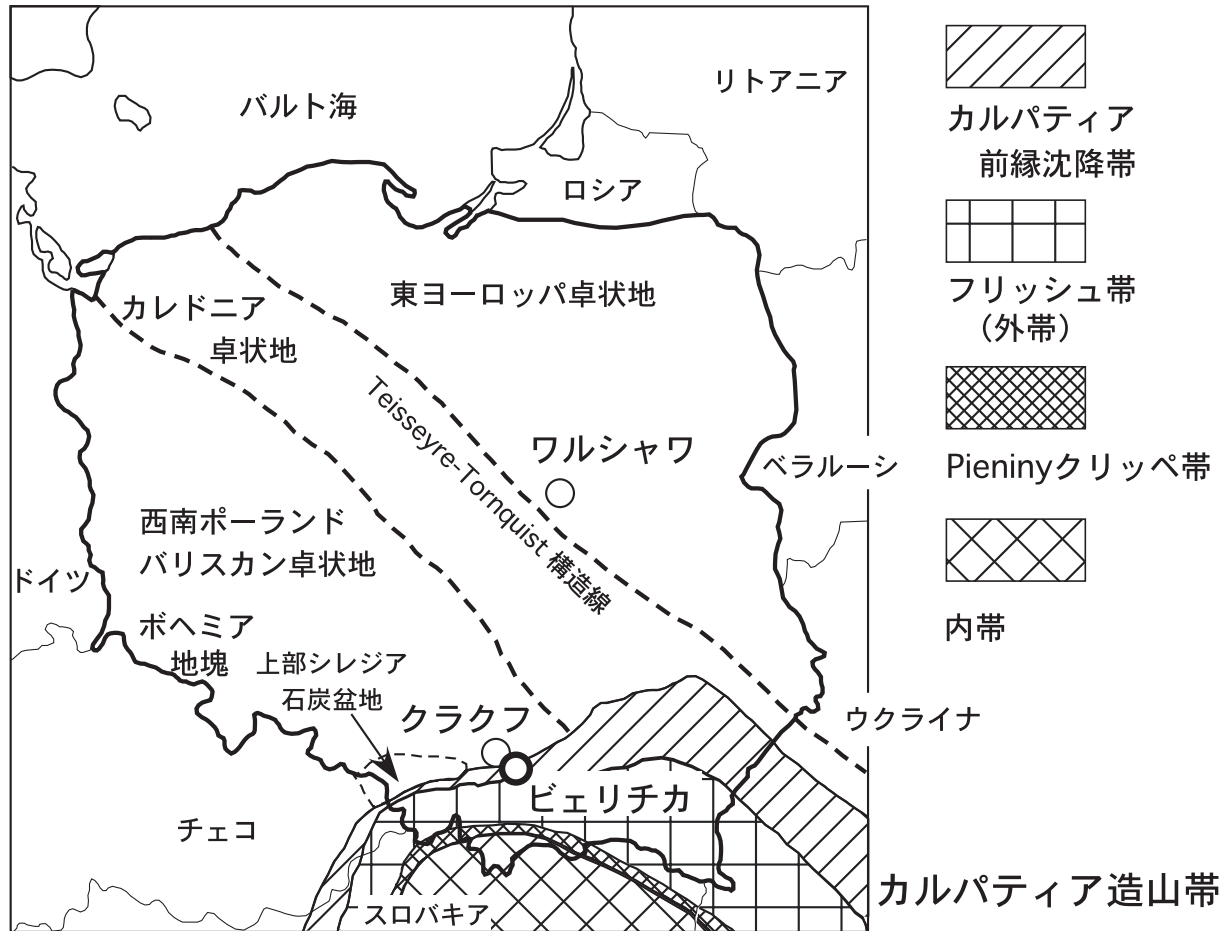 バルト海
リトアニア
ロシア
カレドニア
卓状地
東ヨーロッパ卓状地
Teisseyre-Tornquist 構造線
ワルシャワ
ベラルーシ
西南ポーランド
バリスカン卓状地
ドイツ
ボヘミア
地塊
上部シレジア
石炭盆地
クラクフ
ウクライナ
ビェリチカ
チェコ
スロバキア
カルパティア
前縁沈降帯
フリッシュ帯
（外帯）
Pieninyクリッペ帯
内帯
カルパティア造山帯